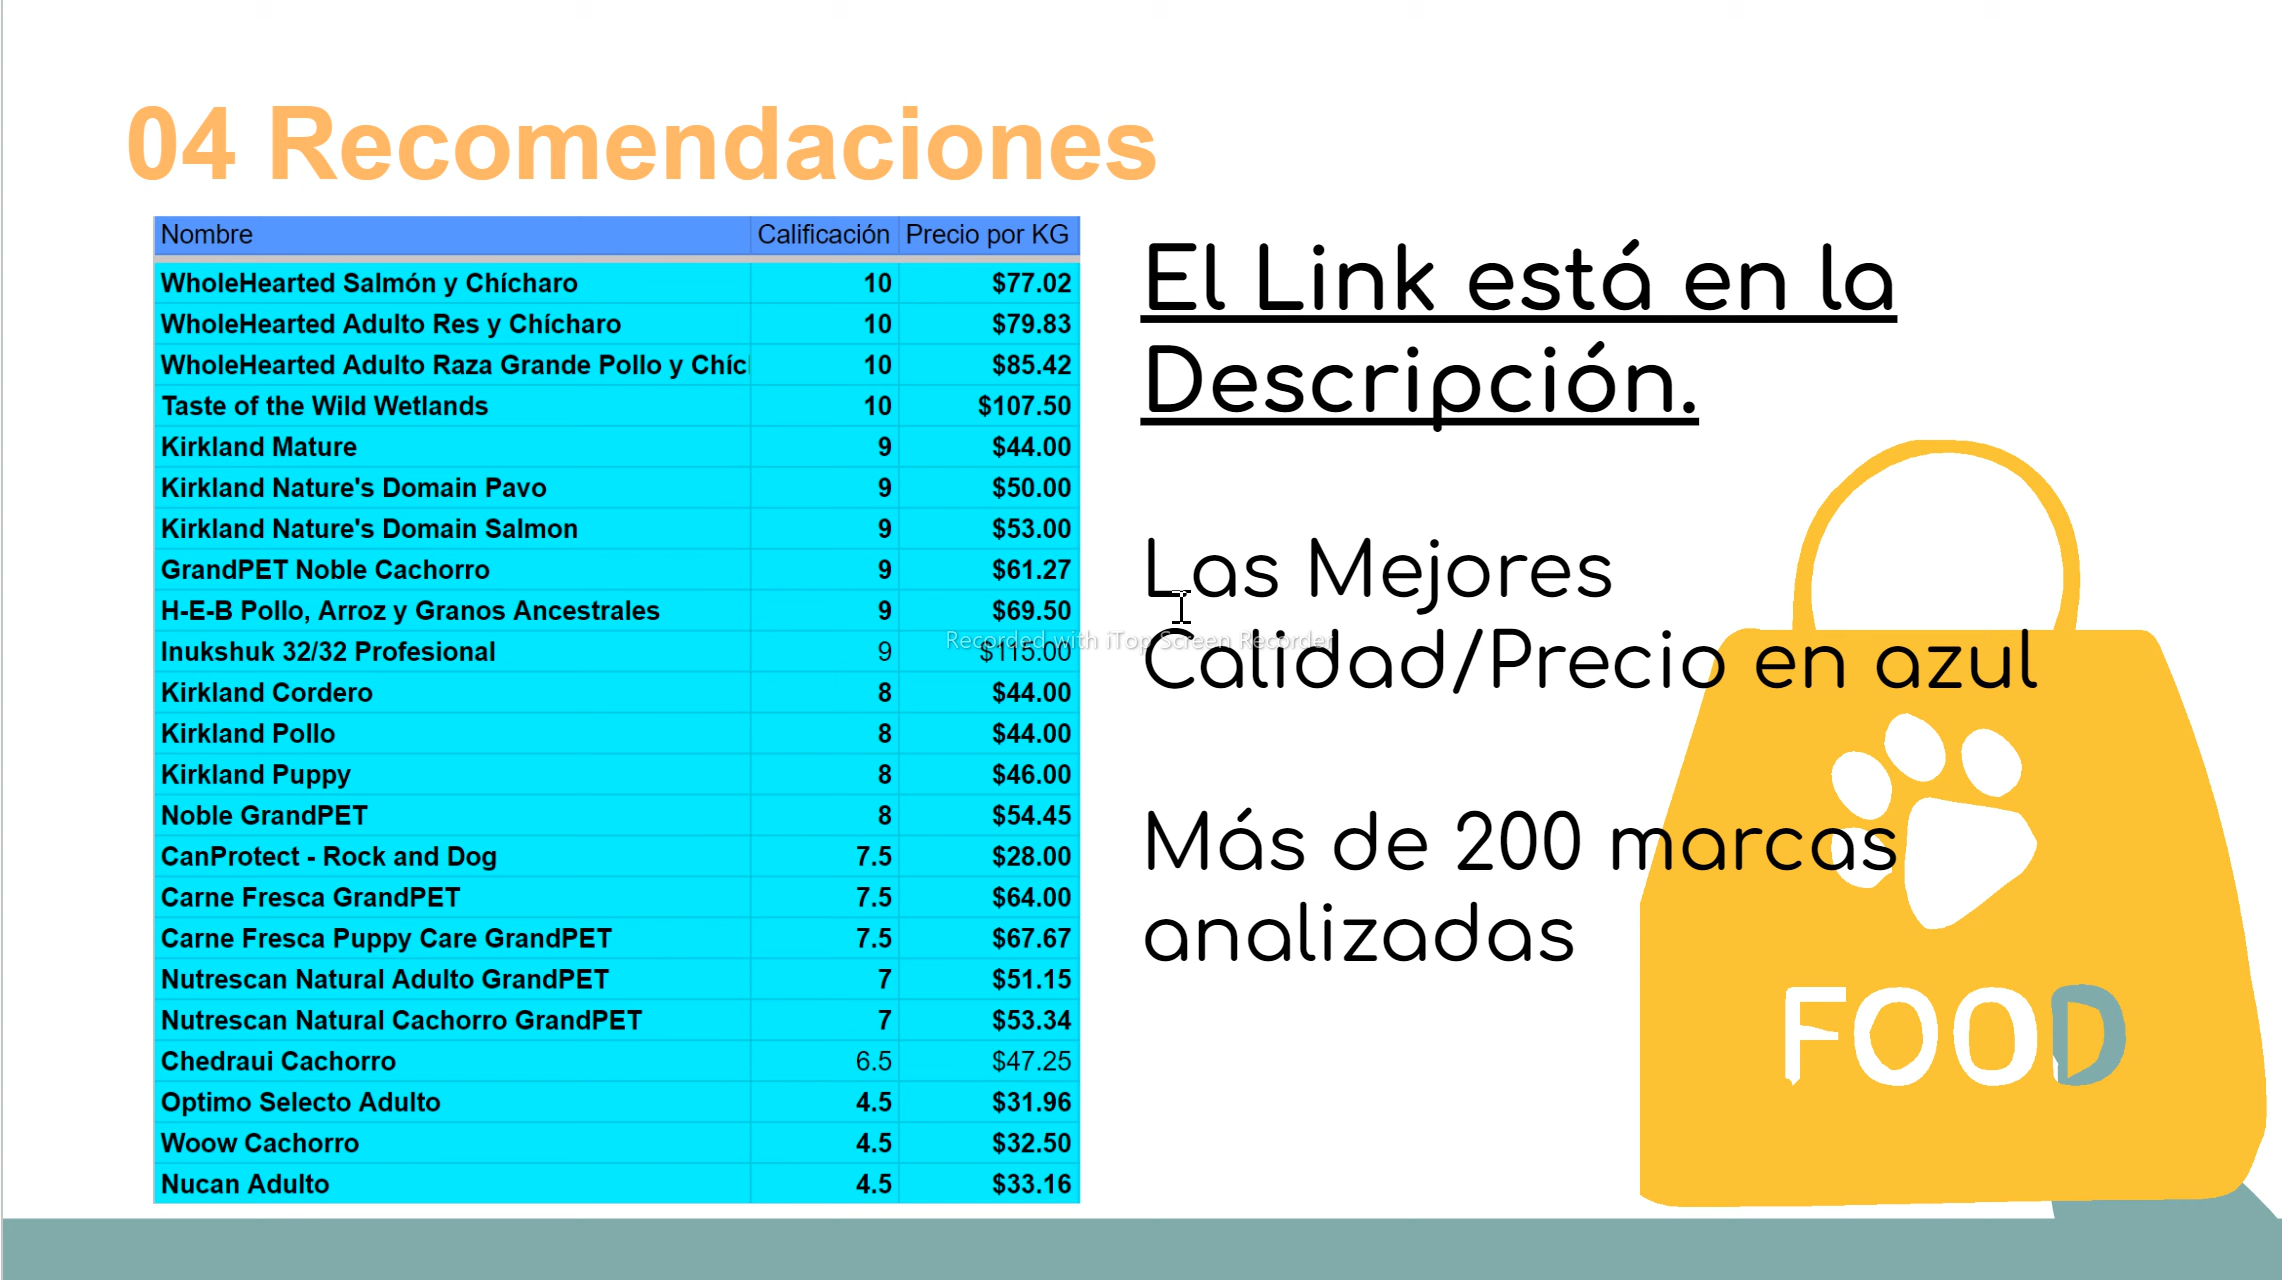 04 Recomendaciones
Nombre Calificación Precio por KG
WholeHearted Salmón y Chícharo 10 $77.02
WholeHearted Adulto Res y Chícharo 10 $79.83
WholeHearted Adulto Raza Grande Pollo y Chícl 10 $85.42
Taste of the Wild Wetlands 10 $107.50
Kirkland Mature 9 $44.00
Kirkland Nature's Domain Pavo 9 $50.00
Kirkland Nature's Domain Salmon 9 $53.00
GrandPET Noble Cachorro 9 $61.27
H-E-B Pollo, Arroz y Granos Ancestrales 9 $69.50
Inukshuk 32/32 Profesional 9 $115.00
Kirkland Cordero 8 $44.00
Kirkland Pollo 8 $44.00
Kirkland Puppy 8 $46.00
Noble GrandPET 8 $54.45
CanProtect - Rock and Dog 7.5 $28.00
Carne Fresca GrandPET 7.5 $64.00
Carne Fresca Puppy Care GrandPET 7.5 $67.67
Nutrescan Natural Adulto GrandPET 7 $51.15
Nutrescan Natural Cachorro GrandPET 7 $53.34
Chedraui Cachorro 6.5 $47.25
Optimo Selecto Adulto 4.5 $31.96
Woow Cachorro 4.5 $32.50
Nucan Adulto 4.5 $33.16
El Link está en la
Descripción.
Las Mejores
Calidad/Precio en azul
Más de 200 marcas
analizadas
Recorded with iTop Screen Recorder
FOOD